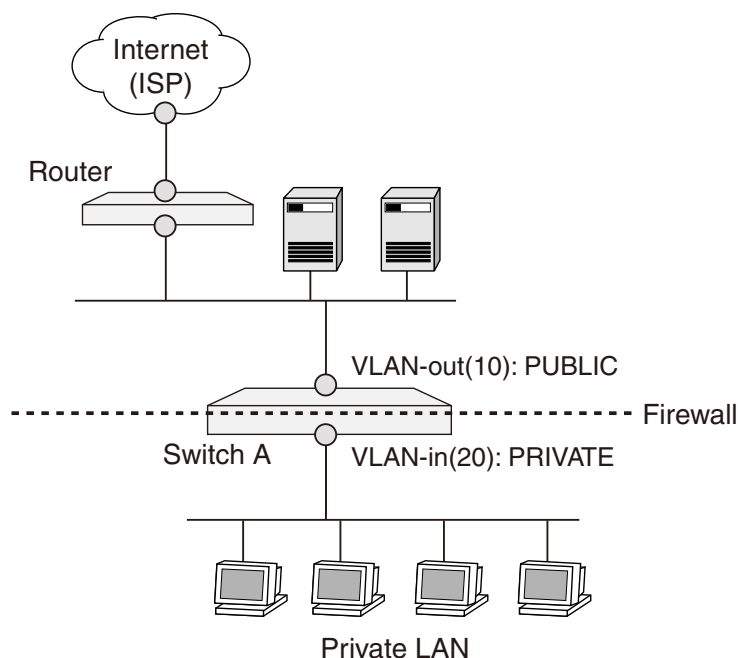 Internet
(ISP)
Router
VLAN-out(10): PUBLIC
Firewall
Switch A
VLAN-in(20): PRIVATE
Private LAN